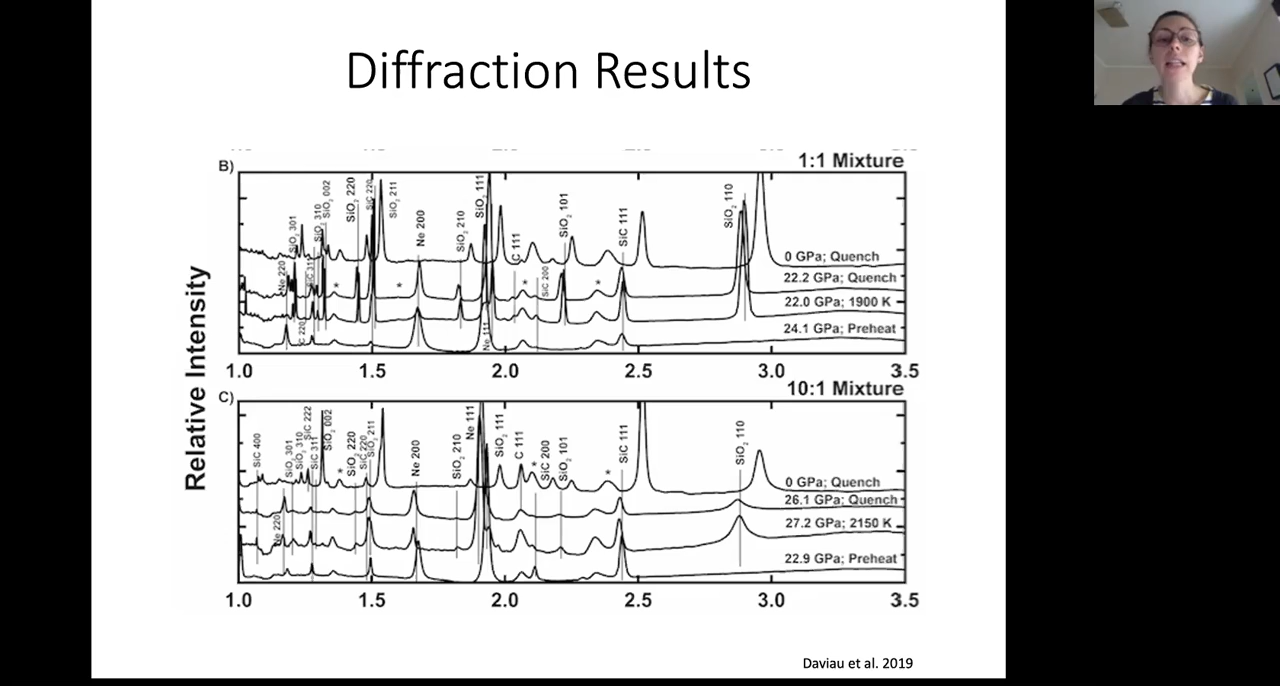 Diffraction Results
B)
1:1 Mixture
Relative Intensity
SiO₂ 301
SiO₂ 310
SiO₂ 002
SiO₂ 220
SiC 220
SiO₂ 211
Ne 200
SiO₂ 210
SiO₂ 111
C 111
SiC 200
SiO₂ 101
SiC 111
SiO₂ 110
Ne 220
SiC 311
C 220
Ne 111
*
*
*
*
0 GPa; Quench
22.2 GPa; Quench
22.0 GPa; 1900 K
24.1 GPa; Preheat
1.0 1.5 2.0 2.5 3.0 3.5
10:1 Mixture
C)
SiC 400
SiO₂ 301
SiO₂ 310
SiC 222
SiC 311
SiO₂ 002
*
SiO₂ 220
SiC 220
SiO₂ 211
Ne 200
SiO₂ 210
Ne 111
SiO₂ 111
C 111
*
SiC 200
SiO₂ 101
*
SiC 111
SiO₂ 110
Ne 220
0 GPa; Quench
26.1 GPa; Quench
27.2 GPa; 2150 K
22.9 GPa; Preheat
1.0 1.5 2.0 2.5 3.0 3.5
Daviau et al. 2019